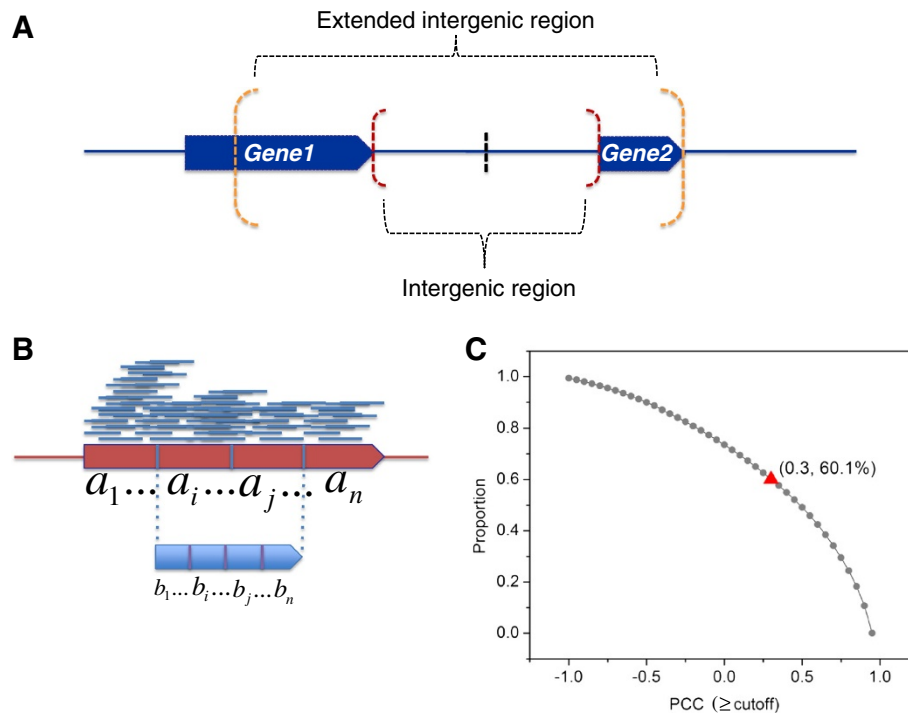 A
Extended intergenic region
Gene1
Gene2
Intergenic region
B
a1... ai... aj... an
b1... bi... bj... bn
C
1.0
0.8
0.6
0.4
0.2
0.0
Proportion
(0.3, 60.1%)
-1.0
-0.5
0.0
0.5
1.0
PCC (≥cutoff)